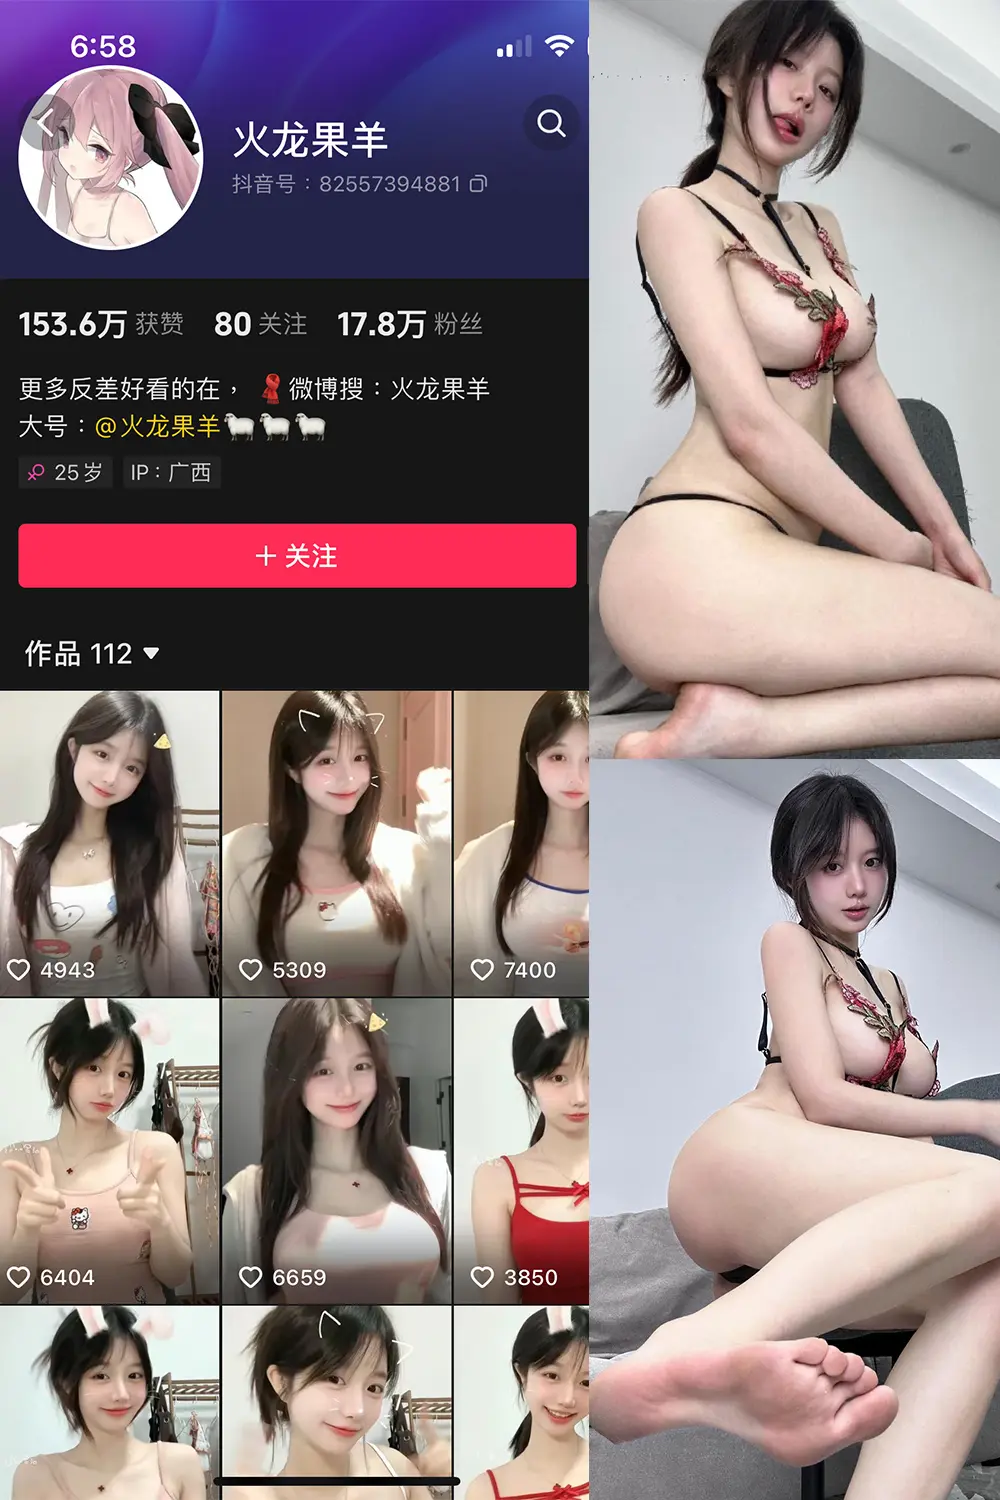 6:58
火龙果羊
抖音号：82557394881
153.6万 获赞 80 关注 17.8万 粉丝
更多反差好看的在， 🧣微博搜：火龙果羊
大号：@火龙果羊🐑🐑🐑
25岁 IP：广西
+ 关注
作品 112
4943 5309 7400
6404 6659 3850